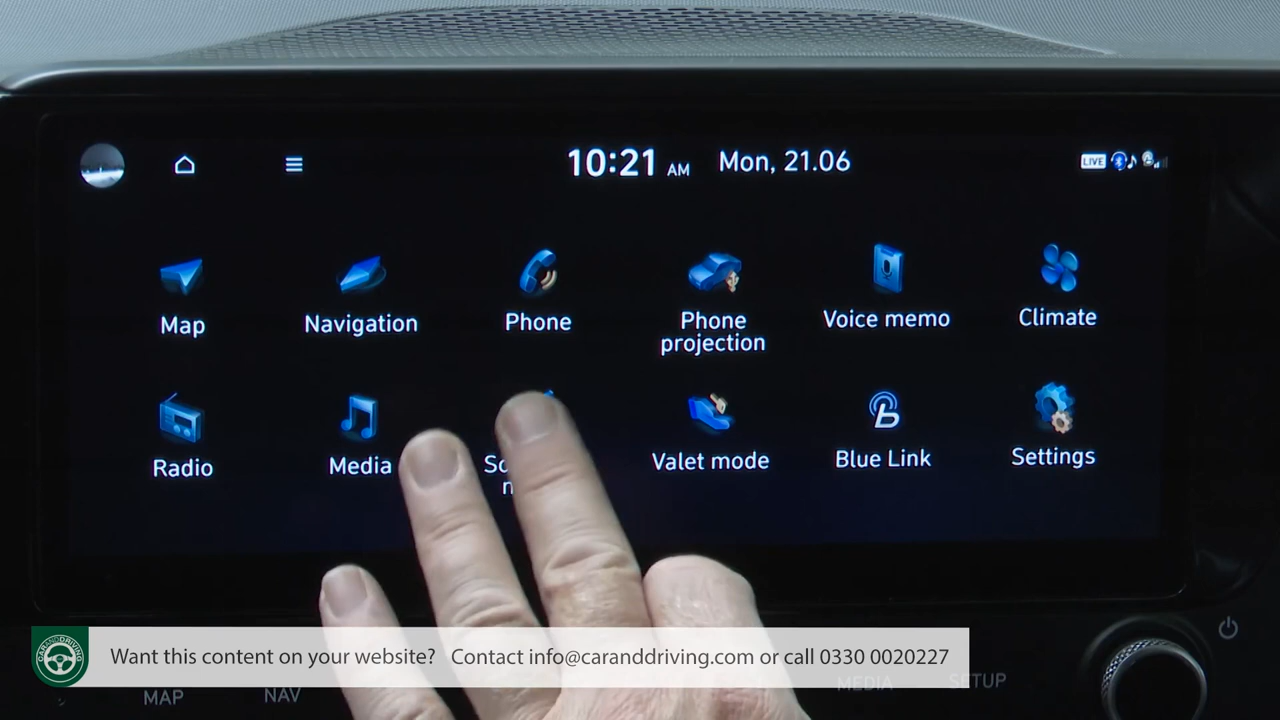 10:21 AM Mon, 21.06
LIVE
Map
Navigation
Phone
Phone
projection
Voice memo
Climate
Radio
Media
Valet mode
Blue Link
Settings
CARANDDRIVING
Want this content on your website? Contact info@caranddriving.com or call 0330 0020227
MAP
NAV
MEDIA
SETUP